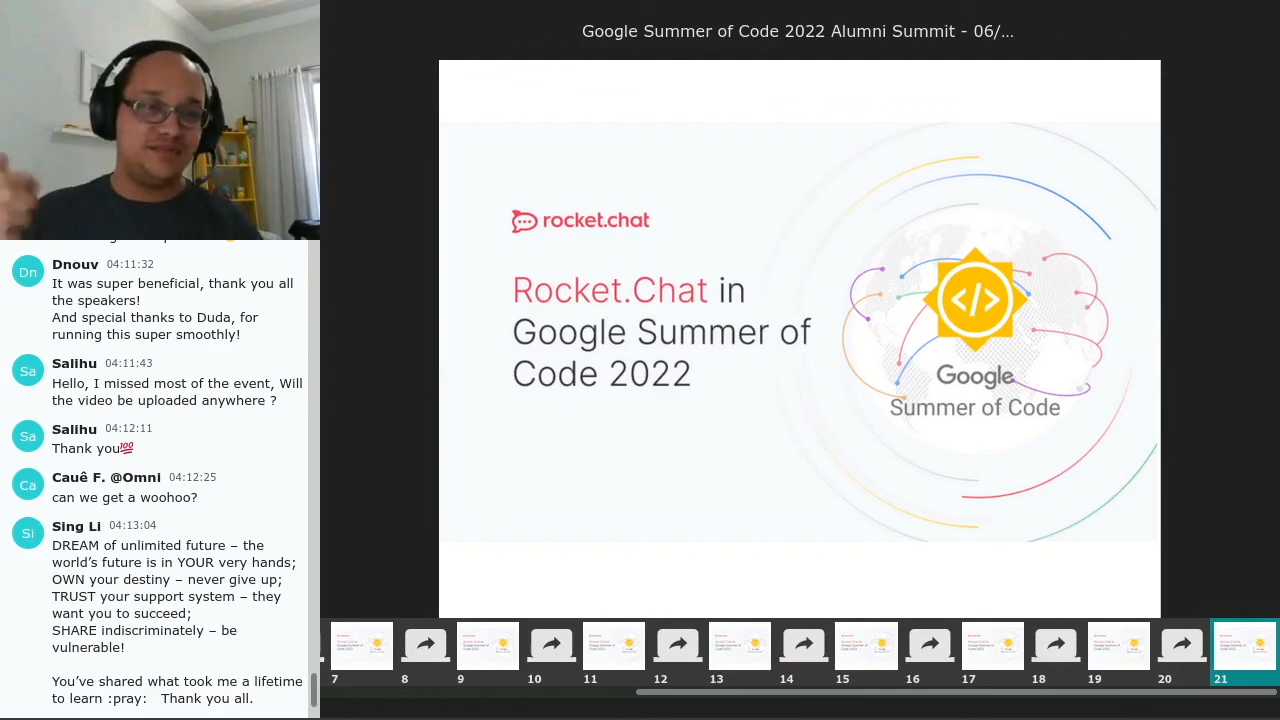 Google Summer of Code 2022 Alumni Summit - 06/...
rocket.chat
Rocket.Chat in
Google Summer of
Code 2022
</>
Google
Summer of Code
Dn
Dnouv 04:11:32
It was super beneficial, thank you all
the speakers!
And special thanks to Duda, for
running this super smoothly!
Sa
Salihu 04:11:43
Hello, I missed most of the event, Will
the video be uploaded anywhere ?
Sa
Salihu 04:12:11
Thank you💯
Ca
Cauê F. @Omni 04:12:25
can we get a woohoo?
Si
Sing Li 04:13:04
DREAM of unlimited future – the
world’s future is in YOUR very hands;
OWN your destiny – never give up;
TRUST your support system – they
want you to succeed;
SHARE indiscriminately – be
vulnerable!
You’ve shared what took me a lifetime
to learn :pray:   Thank you all.
7 8 9 10 11 12 13 14 15 16 17 18 19 20 21